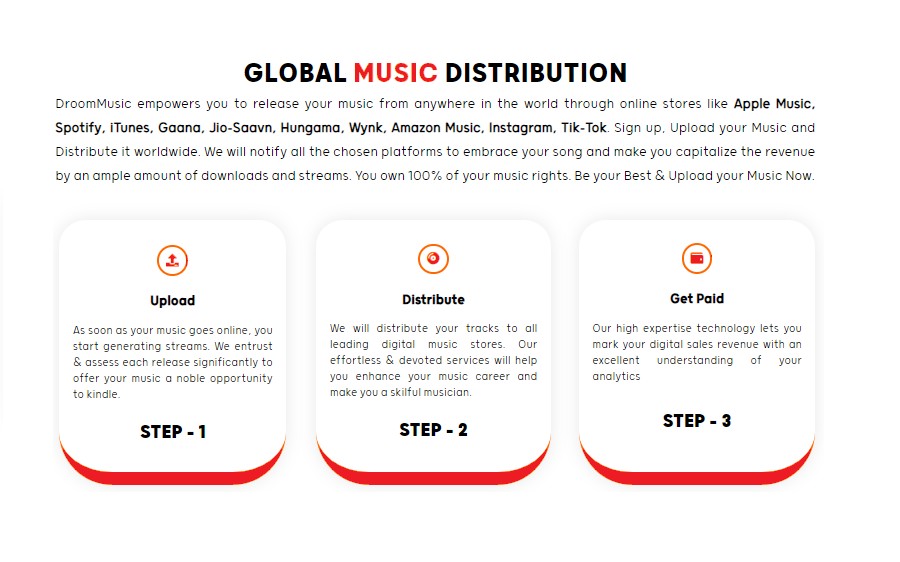 GLOBAL MUSIC DISTRIBUTION
DroomMusic empowers you to release your music from anywhere in the world through online stores like Apple Music,
Spotify, iTunes, Gaana, Jio-Saavn, Hungama, Wynk, Amazon Music, Instagram, Tik-Tok. Sign up, Upload your Music and
Distribute it worldwide. We will notify all the chosen platforms to embrace your song and make you capitalize the revenue
by an ample amount of downloads and streams. You own 100% of your music rights. Be your Best & Upload your Music Now.
Upload
As soon as your music goes online, you
start generating streams. We entrust
& assess each release significantly to
offer your music a noble opportunity
to kindle.
STEP - 1
Distribute
We will distribute your tracks to all
leading digital music stores. Our
effortless & devoted services will help
you enhance your music career and
make you a skilful musician.
STEP - 2
Get Paid
Our high expertise technology lets you
mark your digital sales revenue with an
excellent understanding of your
analytics
STEP - 3